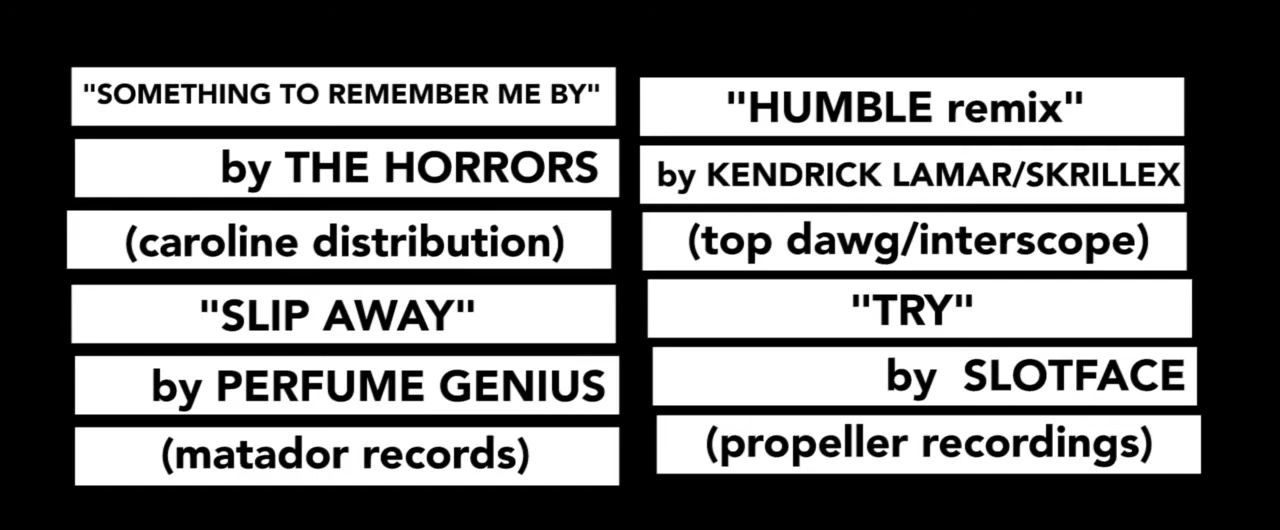 "SOMETHING TO REMEMBER ME BY"
by THE HORRORS
(caroline distribution)
"SLIP AWAY"
by PERFUME GENIUS
(matador records)
"HUMBLE remix"
by KENDRICK LAMAR/SKRILLEX
(top dawg/interscope)
"TRY"
by SLOTFACE
(propeller recordings)